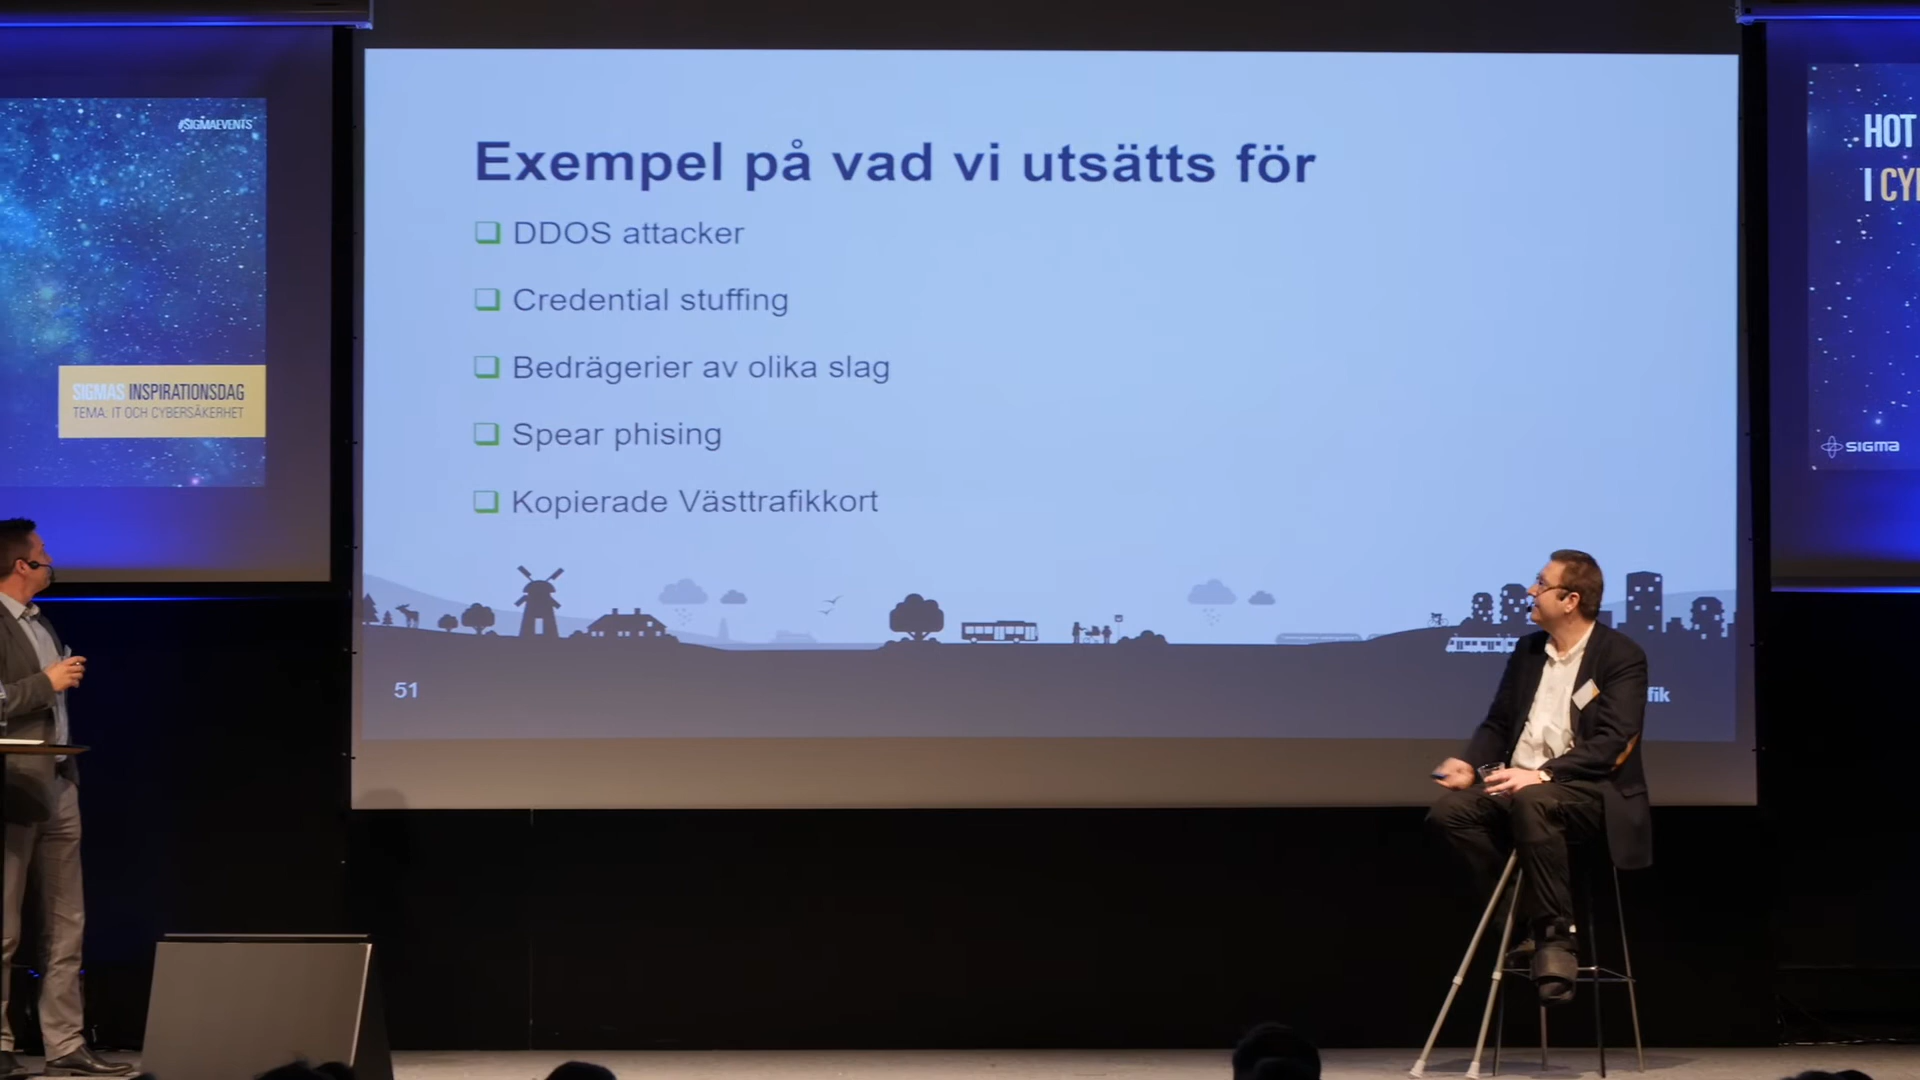 #SIGMAEVENTS
SIGMAS INSPIRATIONSDAG
TEMA: IT OCH CYBERSÄKERHET
Exempel på vad vi utsätts för
DDOS attacker
Credential stuffing
Bedrägerier av olika slag
Spear phising
Kopierade Västtrafikkort
51
fik
HOT
I CY
SIGMA